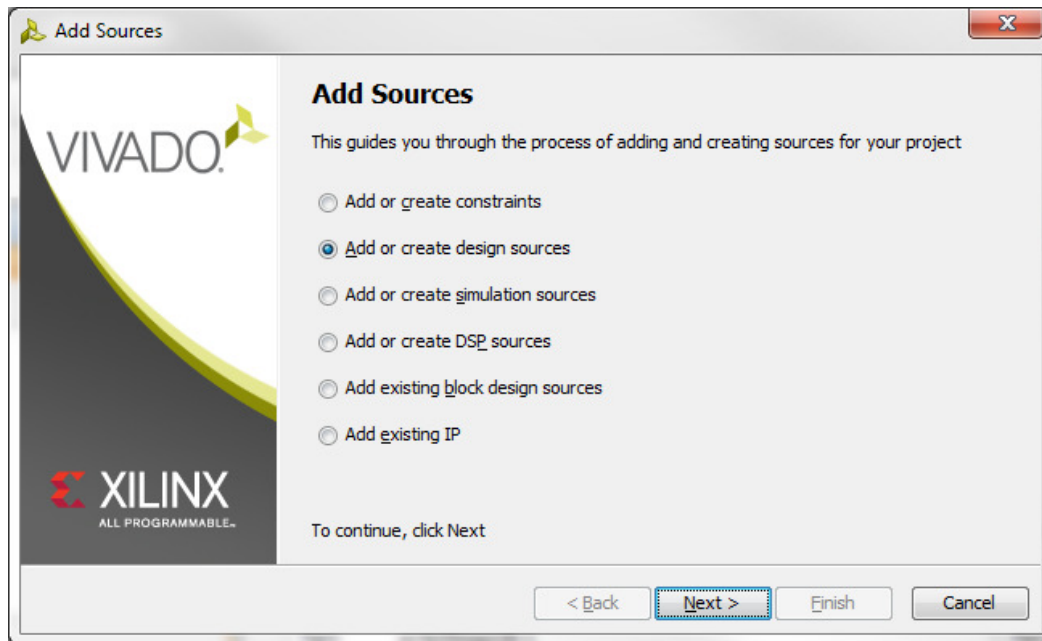 Add Sources
VIVADO.
Add Sources
This guides you through the process of adding and creating sources for your project
Add or create constraints
Add or create design sources
Add or create simulation sources
Add or create DSP sources
Add existing block design sources
Add existing IP
XILINX
ALL PROGRAMMABLE™
To continue, click Next
< Back
Next >
Finish
Cancel